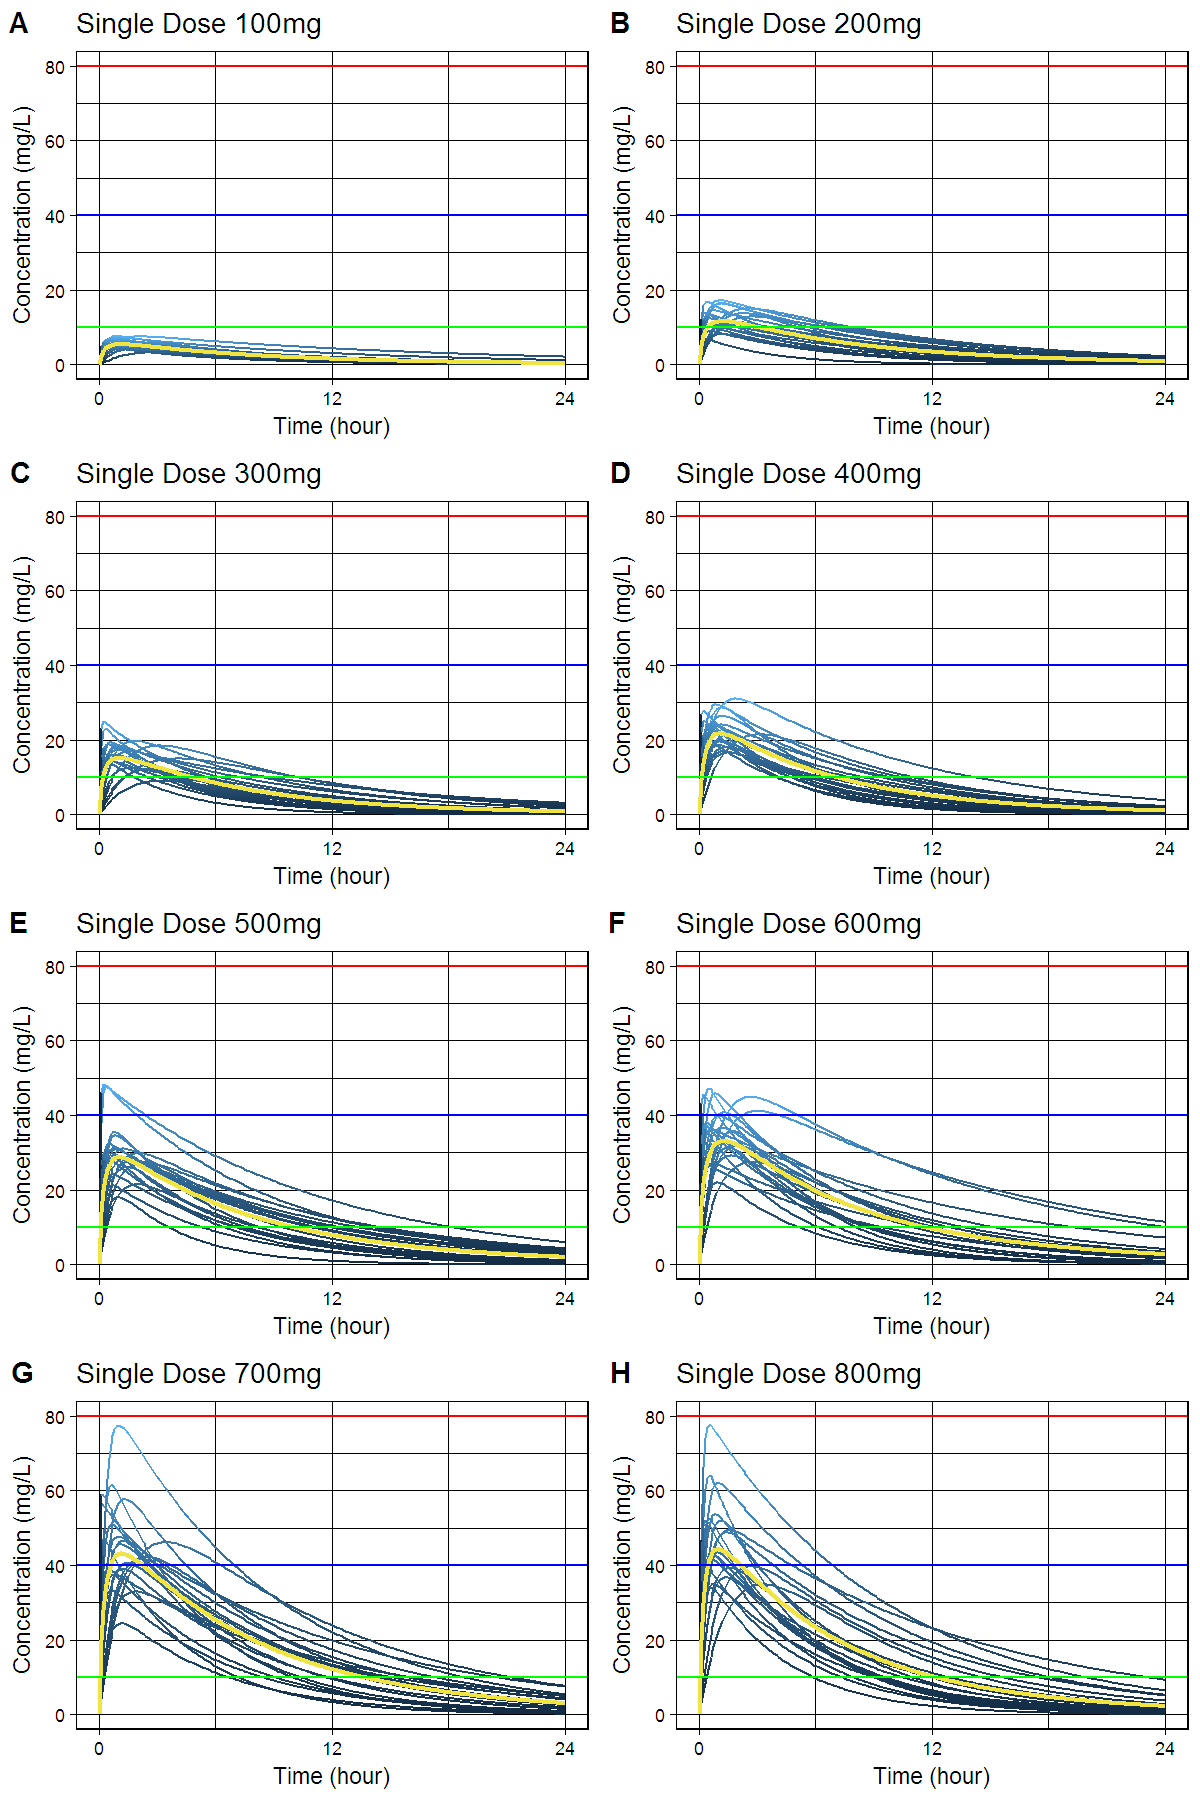 A Single Dose 100mg
Concentration (mg/L)
80
60
40
20
0
0 12 24
Time (hour)
B Single Dose 200mg
Concentration (mg/L)
80
60
40
20
0
0 12 24
Time (hour)
C Single Dose 300mg
Concentration (mg/L)
80
60
40
20
0
0 12 24
Time (hour)
D Single Dose 400mg
Concentration (mg/L)
80
60
40
20
0
0 12 24
Time (hour)
E Single Dose 500mg
Concentration (mg/L)
80
60
40
20
0
0 12 24
Time (hour)
F Single Dose 600mg
Concentration (mg/L)
80
60
40
20
0
0 12 24
Time (hour)
G Single Dose 700mg
Concentration (mg/L)
80
60
40
20
0
0 12 24
Time (hour)
H Single Dose 800mg
Concentration (mg/L)
80
60
40
20
0
0 12 24
Time (hour)